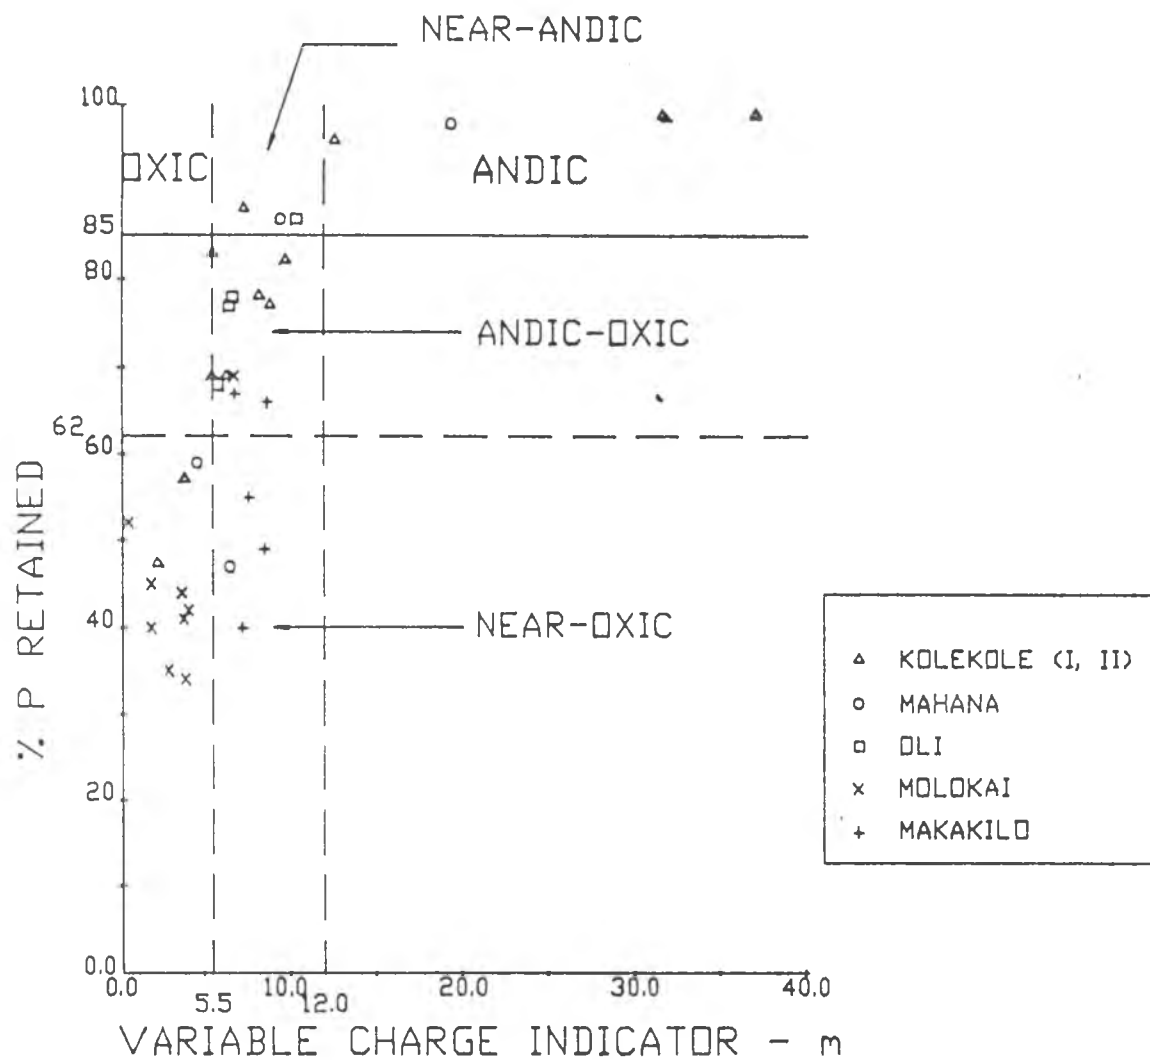 NEAR-ANDIC
100
OXIC
ANDIC
85
80
ANDIC-OXIC
62
60
% P RETAINED
40
NEAR-OXIC
20
0.0
0.0
5.5
10.0
12.0
20.0
30.0
40.0
VARIABLE CHARGE INDICATOR - m
KOLEKOLE (I, II)
MAHANA
OLI
MOLOKAI
MAKAKILO